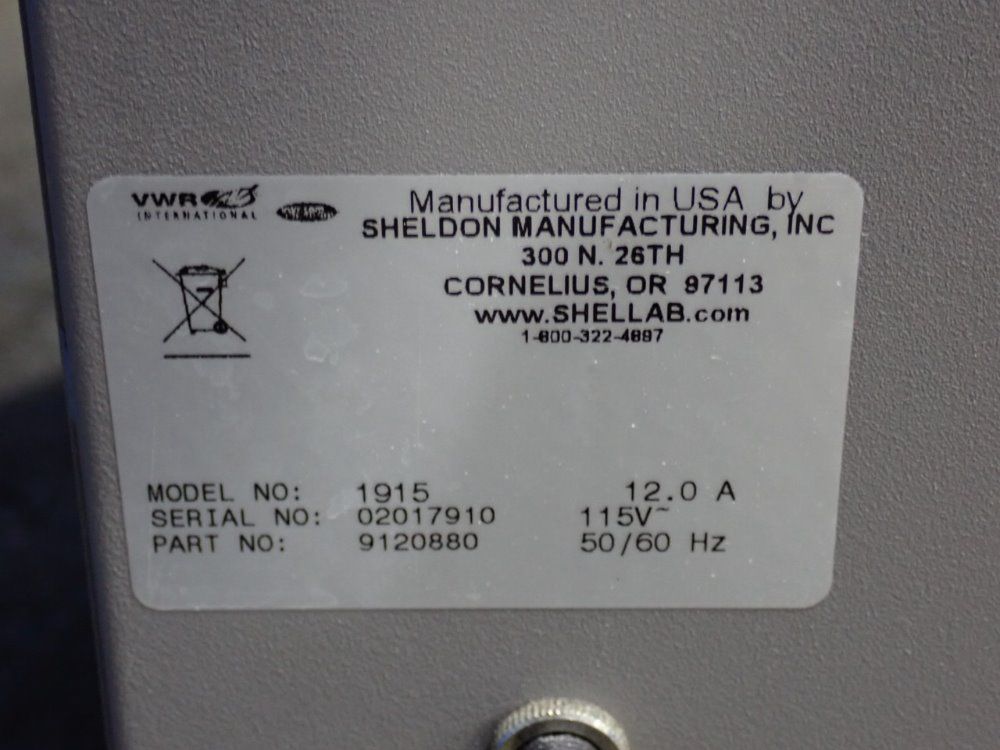 VWR
INTERNATIONAL
Manufactured in USA by
SHELDON MANUFACTURING, INC
300 N. 26TH
CORNELIUS, OR 97113
www.SHELLAB.com
1-800-322-4897
MODEL NO: 1915 12.0 A
SERIAL NO: 02017910 115V~
PART NO: 9120880 50/60 Hz